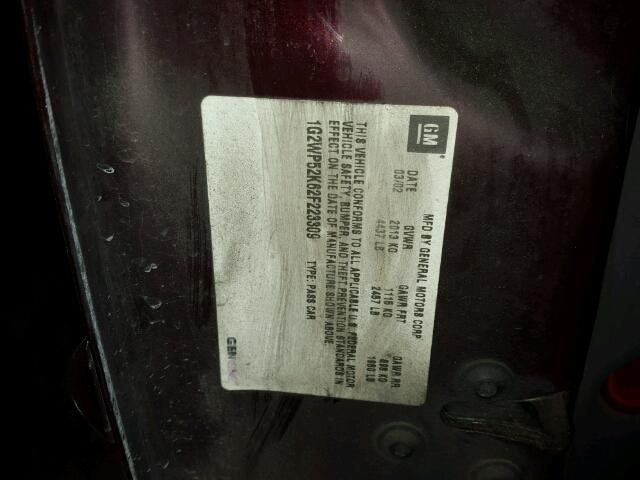 GM
MFD BY GENERAL MOTORS CORP
DATE GVWR GAWR FRT GAWR RR
03/02 2013 KG 1116 KG 898 KG
4437 LB 2457 LB 1980 LB
THIS VEHICLE CONFORMS TO ALL APPLICABLE U.S. FEDERAL MOTOR
VEHICLE SAFETY, BUMPER, AND THEFT PREVENTION STANDARDS IN
EFFECT ON THE DATE OF MANUFACTURE SHOWN ABOVE.
1G2WP52K62F223309 TYPE: PASS CAR